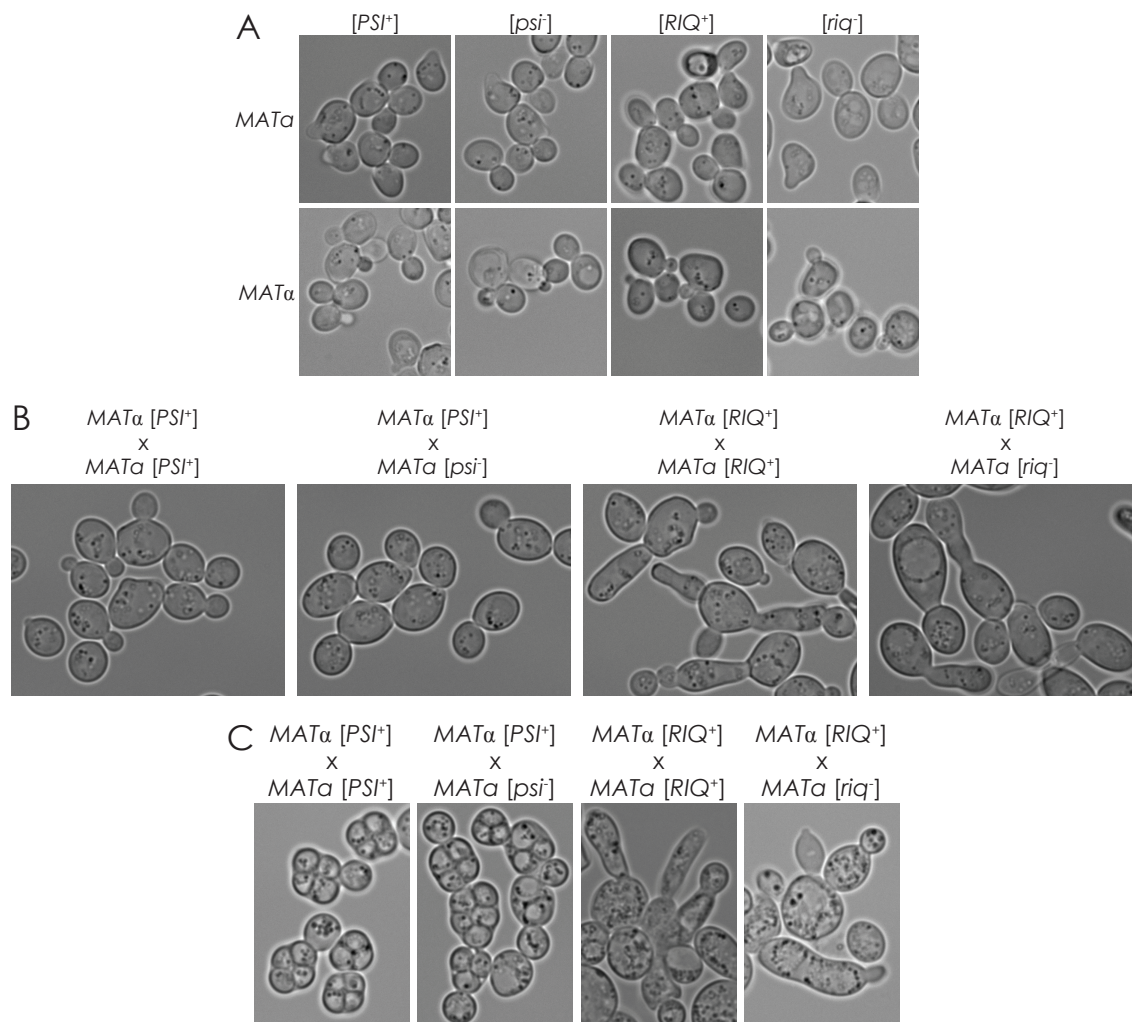 A
[PSI⁺] [psi⁻] [RIQ⁺] [riq⁻]
MATa
MATα
B
MATα [PSI⁺] MATα [PSI⁺] MATα [RIQ⁺] MATα [RIQ⁺]
x x x x
MATa [PSI⁺] MATa [psi⁻] MATa [RIQ⁺] MATa [riq⁻]
C MATα [PSI⁺] MATα [PSI⁺] MATα [RIQ⁺] MATα [RIQ⁺]
x x x x
MATa [PSI⁺] MATa [psi⁻] MATa [RIQ⁺] MATa [riq⁻]